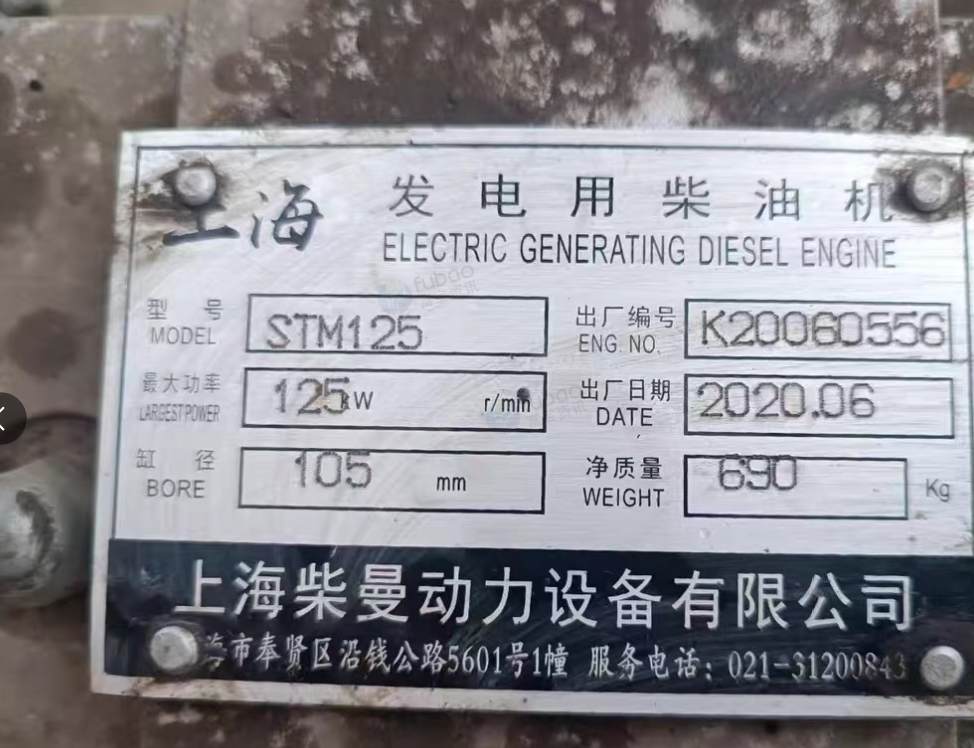 上海 发电用柴油机
ELECTRIC GENERATING DIESEL ENGINE
型号 STM125 出厂编号 K20060556
MODEL ENG. NO.
最大功率 125 kW r/min 出厂日期 2020.06
LARGEST POWER DATE
缸径 105 mm 净质量 690 Kg
BORE WEIGHT
上海柴曼动力设备有限公司
海市奉贤区沿钱公路5601号1幢 服务电话：021-31200843
fubao